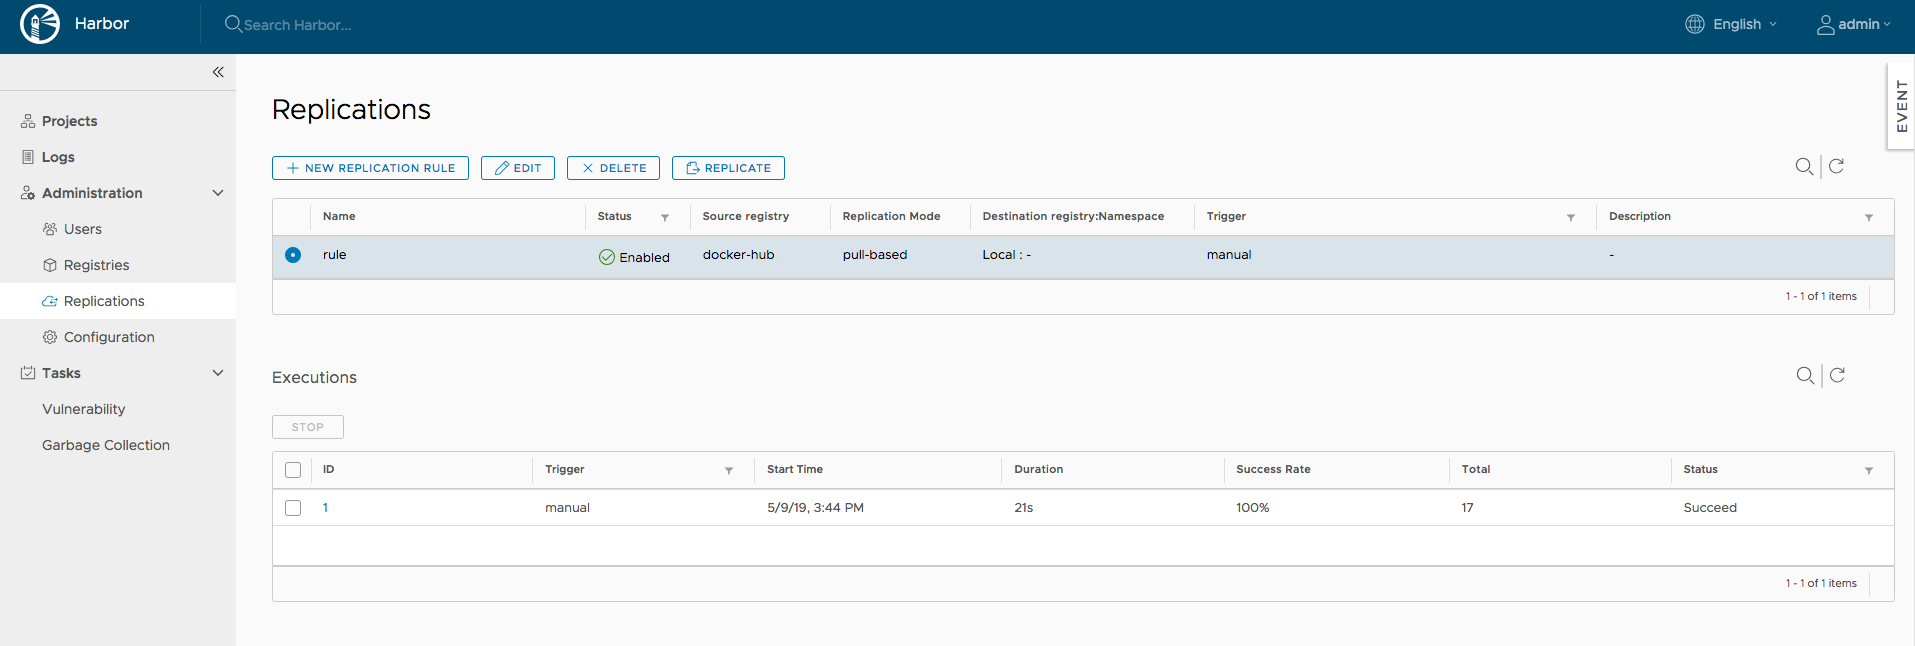 Harbor
Search Harbor...
English
admin
EVENT
Projects
Logs
Administration
Users
Registries
Replications
Configuration
Tasks
Vulnerability
Garbage Collection
Replications
NEW REPLICATION RULE EDIT DELETE REPLICATE
Name Status Source registry Replication Mode Destination registry:Namespace Trigger Description
rule Enabled docker-hub pull-based Local : - manual -
1 - 1 of 1 items
Executions
STOP
ID Trigger Start Time Duration Success Rate Total Status
1 manual 5/9/19, 3:44 PM 21s 100% 17 Succeed
1 - 1 of 1 items